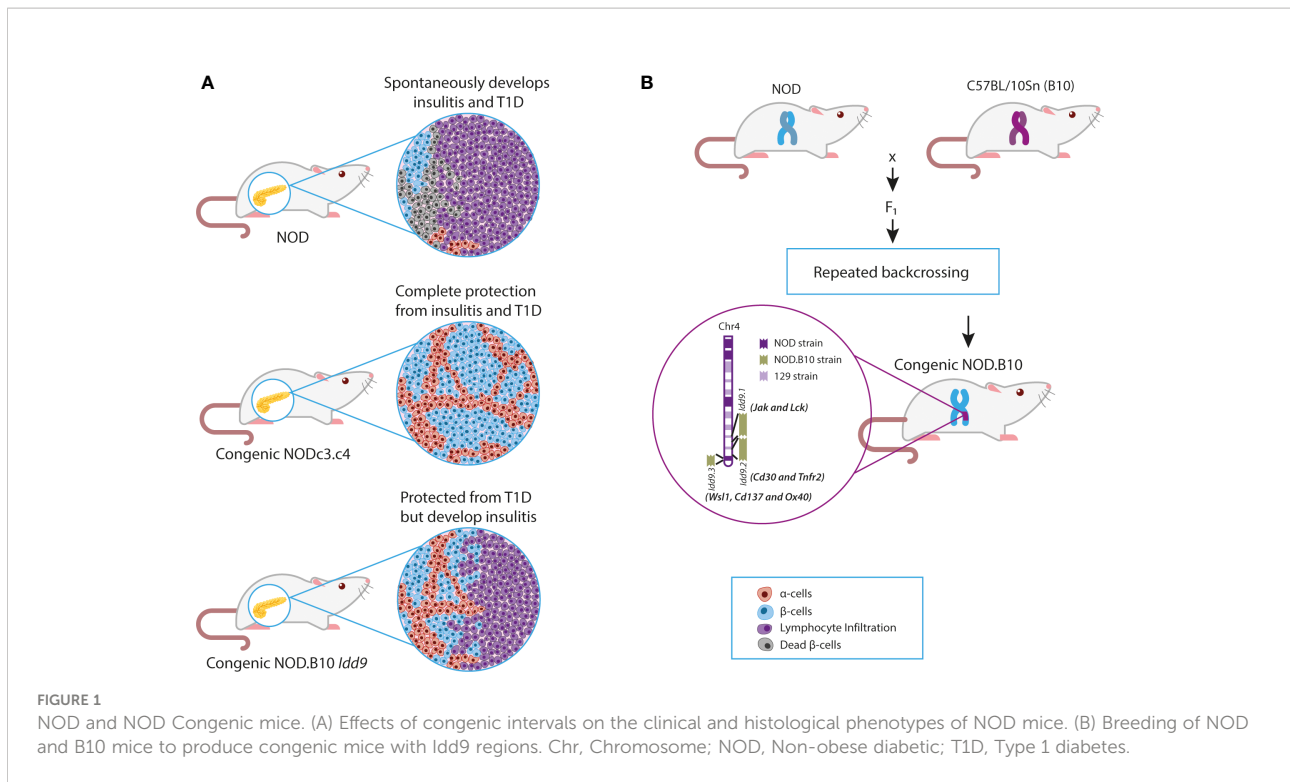 A
Spontaneously develops
insulitis and T1D
NOD
Complete protection
from insulitis and T1D
Congenic NODc3.c4
Protected from T1D
but develop insulitis
Congenic NOD.B10 Idd9
B
NOD
C57BL/10Sn (B10)
x
F1
Repeated backcrossing
Chr4
NOD strain
NOD.B10 strain
129 strain
Idd9.1
(Jak and Lck)
Idd9.2
(Cd30 and Tnfr2)
Idd9.3
(Wsl1, Cd137 and Ox40)
Congenic NOD.B10
α-cells
β-cells
Lymphocyte Infiltration
Dead β-cells
FIGURE 1
NOD and NOD Congenic mice. (A) Effects of congenic intervals on the clinical and histological phenotypes of NOD mice. (B) Breeding of NOD
and B10 mice to produce congenic mice with Idd9 regions. Chr, Chromosome; NOD, Non-obese diabetic; T1D, Type 1 diabetes.